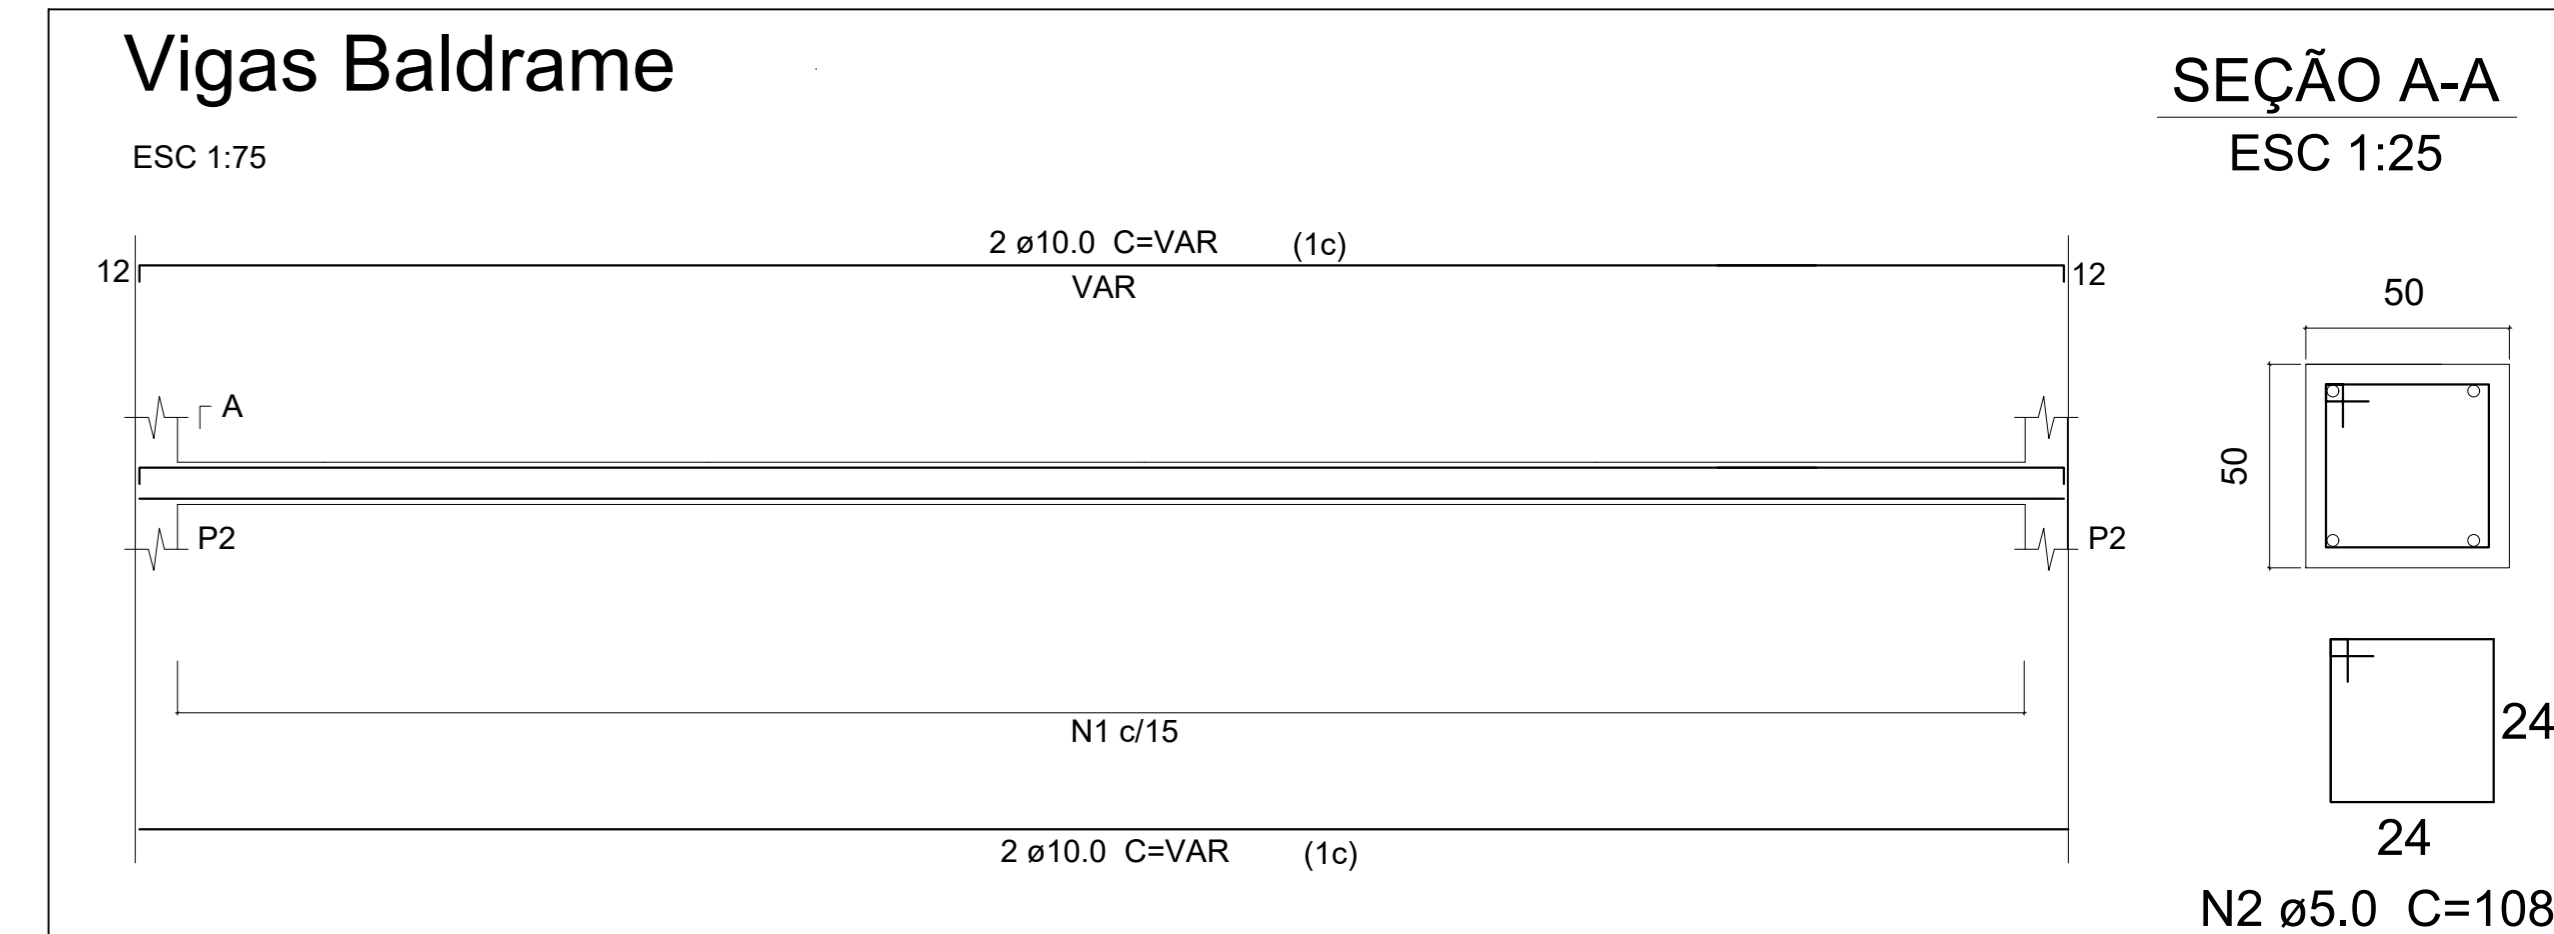 Vigas Baldrame
ESC 1:75
SEÇÃO A-A
ESC 1:25
2 ø10.0 C=VAR (1c)
12
VAR
12
50
A
50
P2
P2
N1 c/15
24
24
2 ø10.0 C=VAR (1c)
N2 ø5.0 C=108